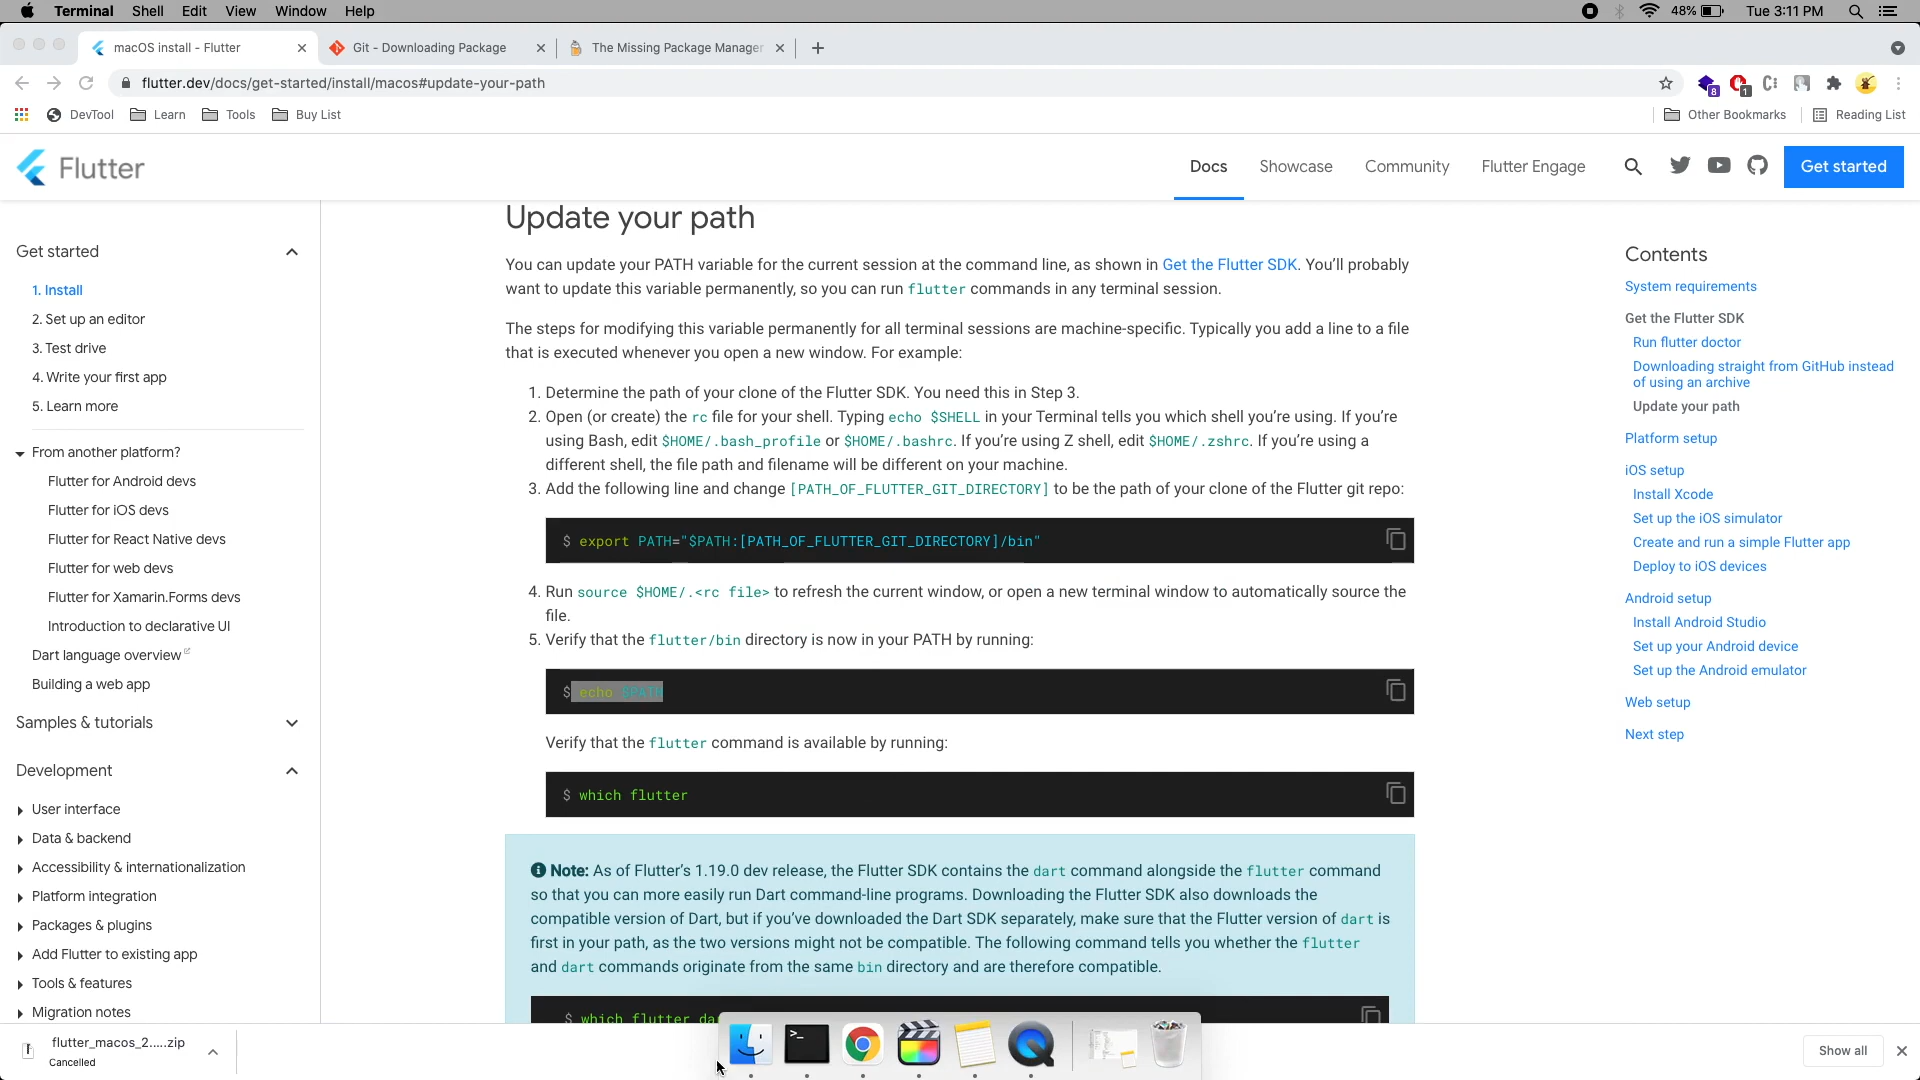 Terminal Shell Edit View Window Help 48% Tue 3:11 PM
macOS install - Flutter Git - Downloading Package The Missing Package Manager
flutter.dev/docs/get-started/install/macos#update-your-path 8 1
DevTool Learn Tools Buy List Other Bookmarks Reading List
Flutter Docs Showcase Community Flutter Engage Get started
Get started
1. Install
2. Set up an editor
3. Test drive
4. Write your first app
5. Learn more
From another platform?
Flutter for Android devs
Flutter for iOS devs
Flutter for React Native devs
Flutter for web devs
Flutter for Xamarin.Forms devs
Introduction to declarative UI
Dart language overview
Building a web app
Samples & tutorials
Development
User interface
Data & backend
Accessibility & internationalization
Platform integration
Packages & plugins
Add Flutter to existing app
Tools & features
Migration notes
Update your path
You can update your PATH variable for the current session at the command line, as shown in Get the Flutter SDK. You'll probably
want to update this variable permanently, so you can run flutter commands in any terminal session.
The steps for modifying this variable permanently for all terminal sessions are machine-specific. Typically you add a line to a file
that is executed whenever you open a new window. For example:
1. Determine the path of your clone of the Flutter SDK. You need this in Step 3.
2. Open (or create) the rc file for your shell. Typing echo $SHELL in your Terminal tells you which shell you're using. If you're
using Bash, edit $HOME/.bash_profile or $HOME/.bashrc. If you're using Z shell, edit $HOME/.zshrc. If you're using a
different shell, the file path and filename will be different on your machine.
3. Add the following line and change [PATH_OF_FLUTTER_GIT_DIRECTORY] to be the path of your clone of the Flutter git repo:
$ export PATH="$PATH:[PATH_OF_FLUTTER_GIT_DIRECTORY]/bin"
4. Run source $HOME/.<rc file> to refresh the current window, or open a new terminal window to automatically source the
file.
5. Verify that the flutter/bin directory is now in your PATH by running:
$ echo $PATH
Verify that the flutter command is available by running:
$ which flutter
Note: As of Flutter's 1.19.0 dev release, the Flutter SDK contains the dart command alongside the flutter command
so that you can more easily run Dart command-line programs. Downloading the Flutter SDK also downloads the
compatible version of Dart, but if you've downloaded the Dart SDK separately, make sure that the Flutter version of dart is
first in your path, as the two versions might not be compatible. The following command tells you whether the flutter
and dart commands originate from the same bin directory and are therefore compatible.
$ which flutter da
Contents
System requirements
Get the Flutter SDK
Run flutter doctor
Downloading straight from GitHub instead
of using an archive
Update your path
Platform setup
iOS setup
Install Xcode
Set up the iOS simulator
Create and run a simple Flutter app
Deploy to iOS devices
Android setup
Install Android Studio
Set up your Android device
Set up the Android emulator
Web setup
Next step
flutter_macos_2.....zip
Cancelled
Show all